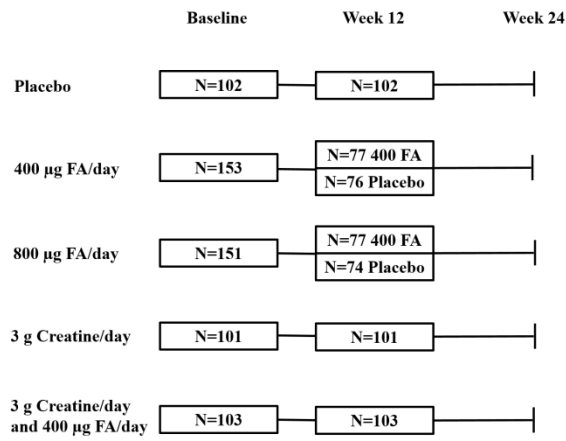 Baseline Week 12 Week 24
Placebo N=102 N=102
400 µg FA/day N=153 N=77 400 FA
N=76 Placebo
800 µg FA/day N=151 N=77 400 FA
N=74 Placebo
3 g Creatine/day N=101 N=101
3 g Creatine/day
and 400 µg FA/day N=103 N=103